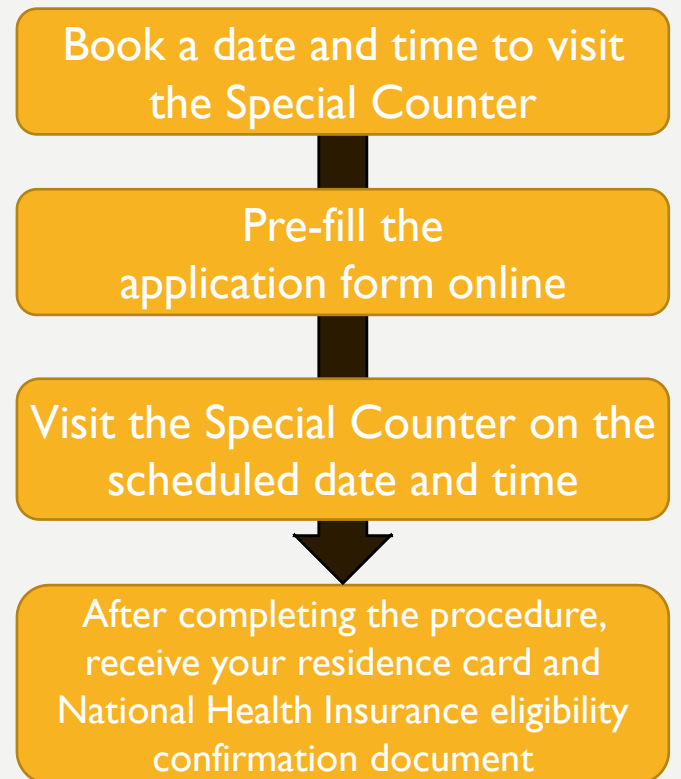 Book a date and time to visit
the Special Counter
Pre-fill the
application form online
Visit the Special Counter on the
scheduled date and time
After completing the procedure,
receive your residence card and
National Health Insurance eligibility
confirmation document